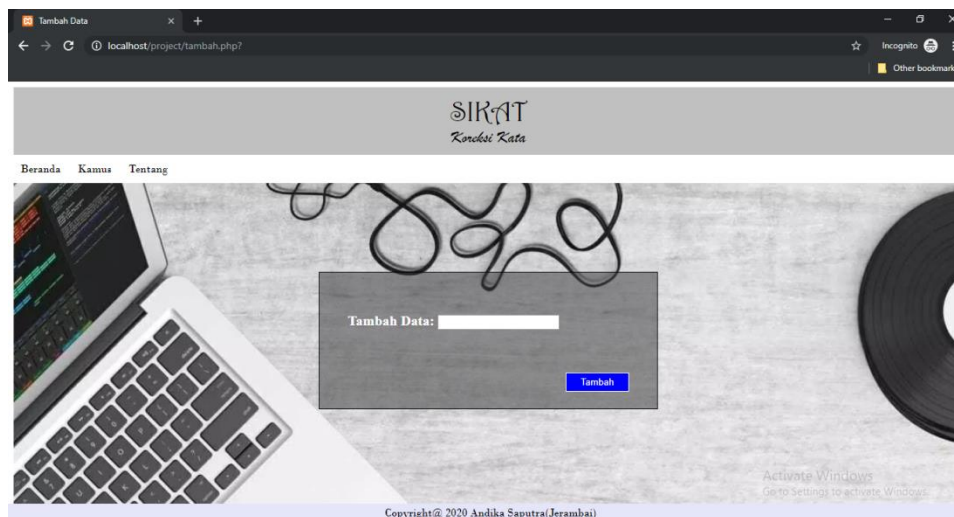 Tambah Data
localhost/project/tambah.php?
Incognito
Other bookmark
SIKAT
Koreksi Kata
Beranda Kamus Tentang
Tambah Data:
Tambah
Activate Windows
Go to Settings to activate Windows.
Copyright@ 2020 Andika Saputra(Jerambai)